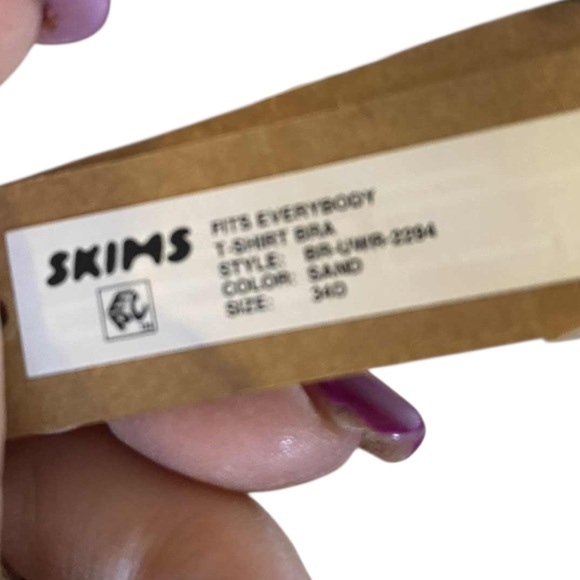 SKIMS
FITS EVERYBODY
T-SHIRT BRA
STYLE: BR-UWR-2294
COLOR: SAND
SIZE: 34D